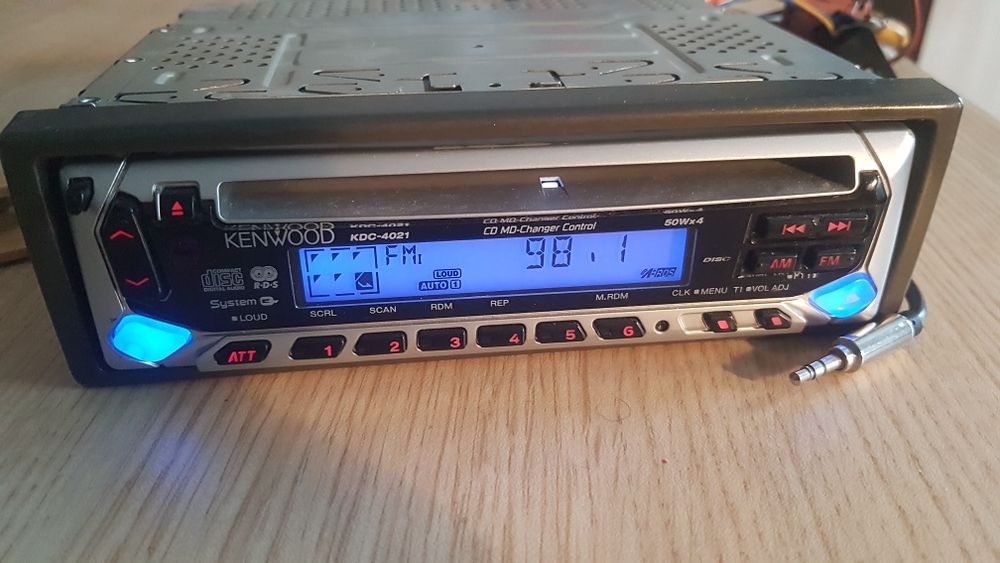 CD·MD·Changer Control
50W×4
KENWOOD KDC-4021
FM1 98.1
LOUD
AUTO 1
DISC
AM FM
COMPACT
disc
DIGITAL AUDIO
R·D·S
System Q
LOUD
SCRL SCAN RDM REP M.RDM CLK MENU TI VOL ADJ
ATT 1 2 3 4 5 6